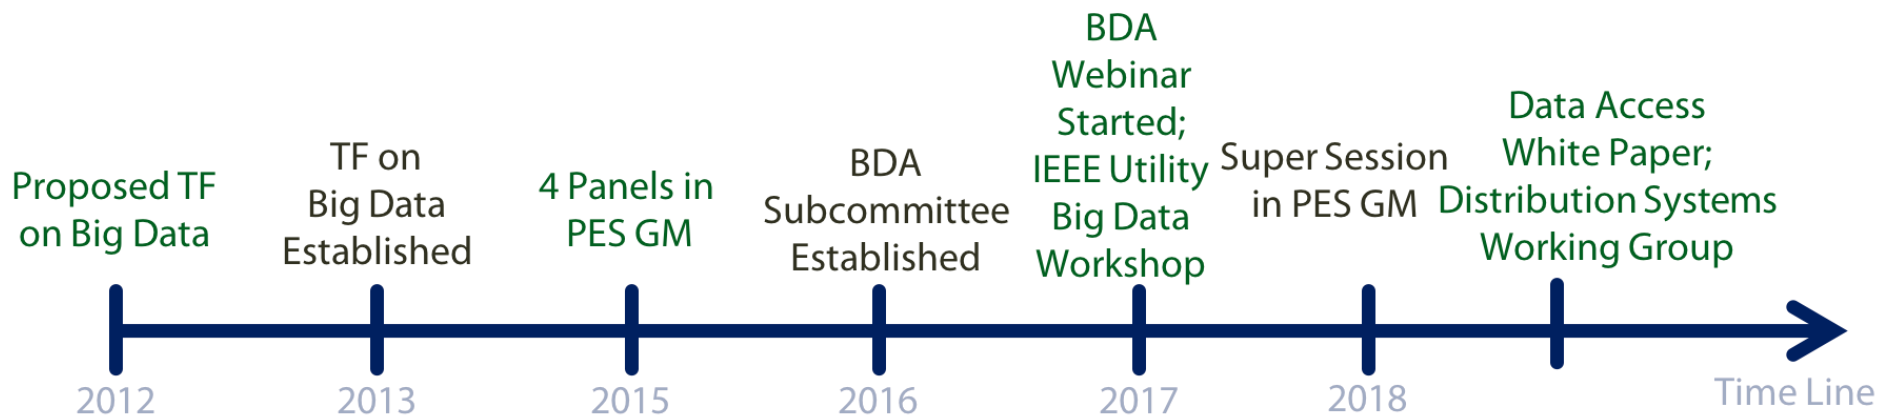 Proposed TF
on Big Data
TF on
Big Data
Established
4 Panels in
PES GM
BDA
Subcommittee
Established
BDA
Webinar
Started;
IEEE Utility
Big Data
Workshop
Super Session
in PES GM
Data Access
White Paper;
Distribution Systems
Working Group
2012
2013
2015
2016
2017
2018
Time Line